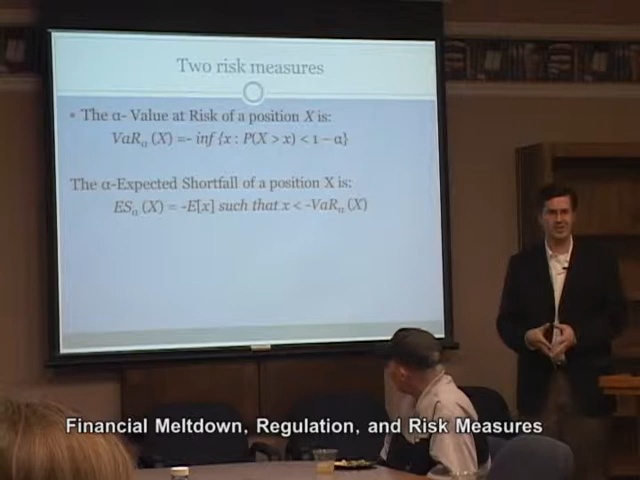 Two risk measures
• The α- Value at Risk of a position X is:
VaRα (X) =- inf {x : P(X > x) < 1 – α}
The α-Expected Shortfall of a position X is:
ESα (X) = -E[x] such that x < -VaRα (X)
Financial Meltdown, Regulation, and Risk Measures